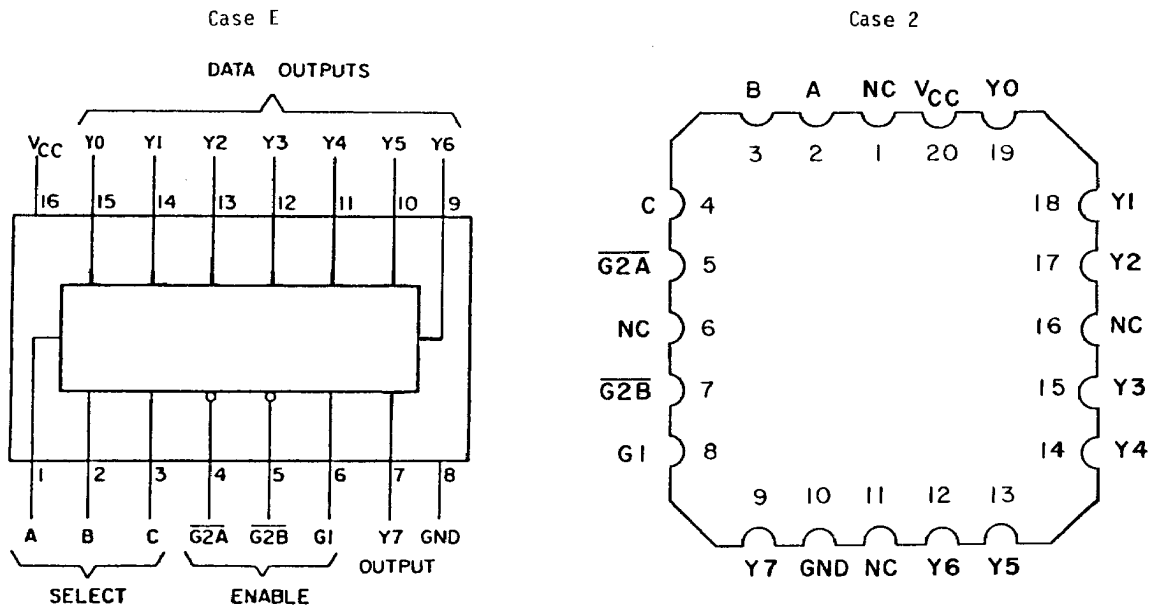 Case E
DATA OUTPUTS
VCC Y0 Y1 Y2 Y3 Y4 Y5 Y6
16 15 14 13 12 11 10 9
1 2 3 4 5 6 7 8
A B C G2A G2B G1 Y7 GND
SELECT ENABLE OUTPUT
Case 2
B A NC VCC Y0
3 2 1 20 19
C 4 18 Y1
G2A 5 17 Y2
NC 6 16 NC
G2B 7 15 Y3
G1 8 14 Y4
9 10 11 12 13
Y7 GND NC Y6 Y5